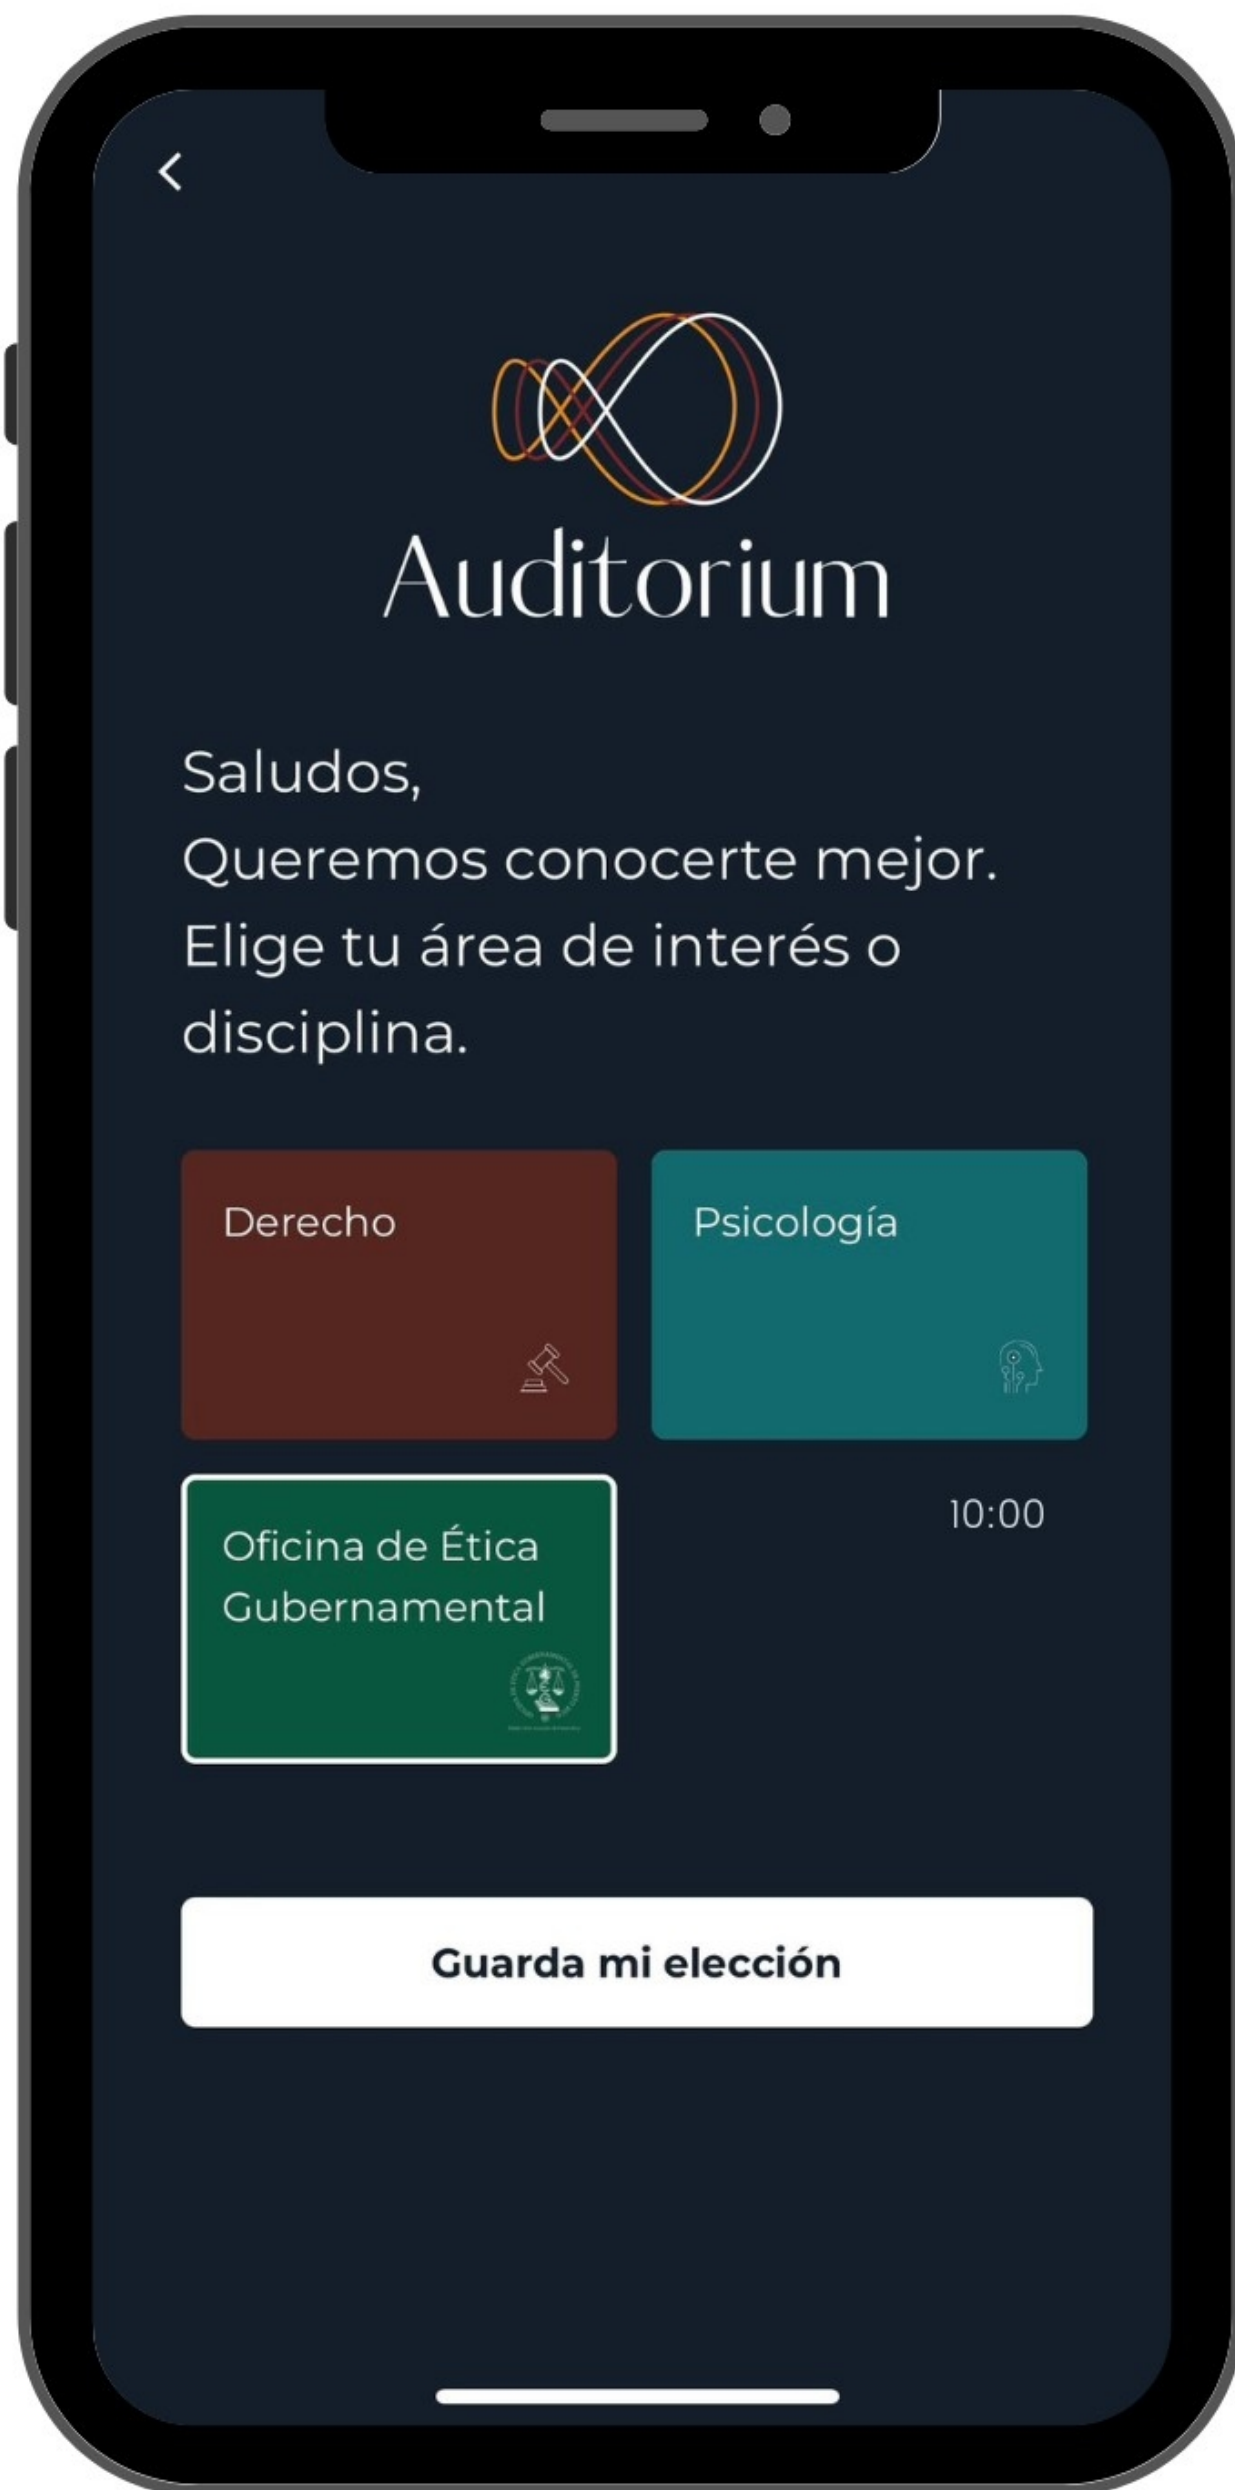 Auditorium
Saludos,
Queremos conocerte mejor.
Elige tu área de interés o
disciplina.
Derecho
Psicología
Oficina de Ética
Gubernamental
10:00
Guarda mi elección